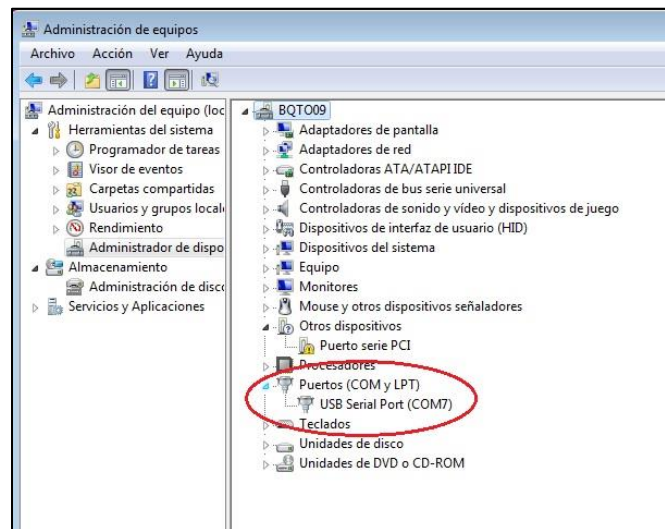 Administración de equipos
Archivo Acción Ver Ayuda
Administración del equipo (loc
Herramientas del sistema
Programador de tareas
Visor de eventos
Carpetas compartidas
Usuarios y grupos local
Rendimiento
Administrador de dispo
Almacenamiento
Administración de disco
Servicios y Aplicaciones
BQTO09
Adaptadores de pantalla
Adaptadores de red
Controladoras ATA/ATAPI IDE
Controladoras de bus serie universal
Controladoras de sonido y vídeo y dispositivos de juego
Dispositivos de interfaz de usuario (HID)
Dispositivos del sistema
Equipo
Monitores
Mouse y otros dispositivos señaladores
Otros dispositivos
Puerto serie PCI
Procesadores
Puertos (COM y LPT)
USB Serial Port (COM7)
Teclados
Unidades de disco
Unidades de DVD o CD-ROM